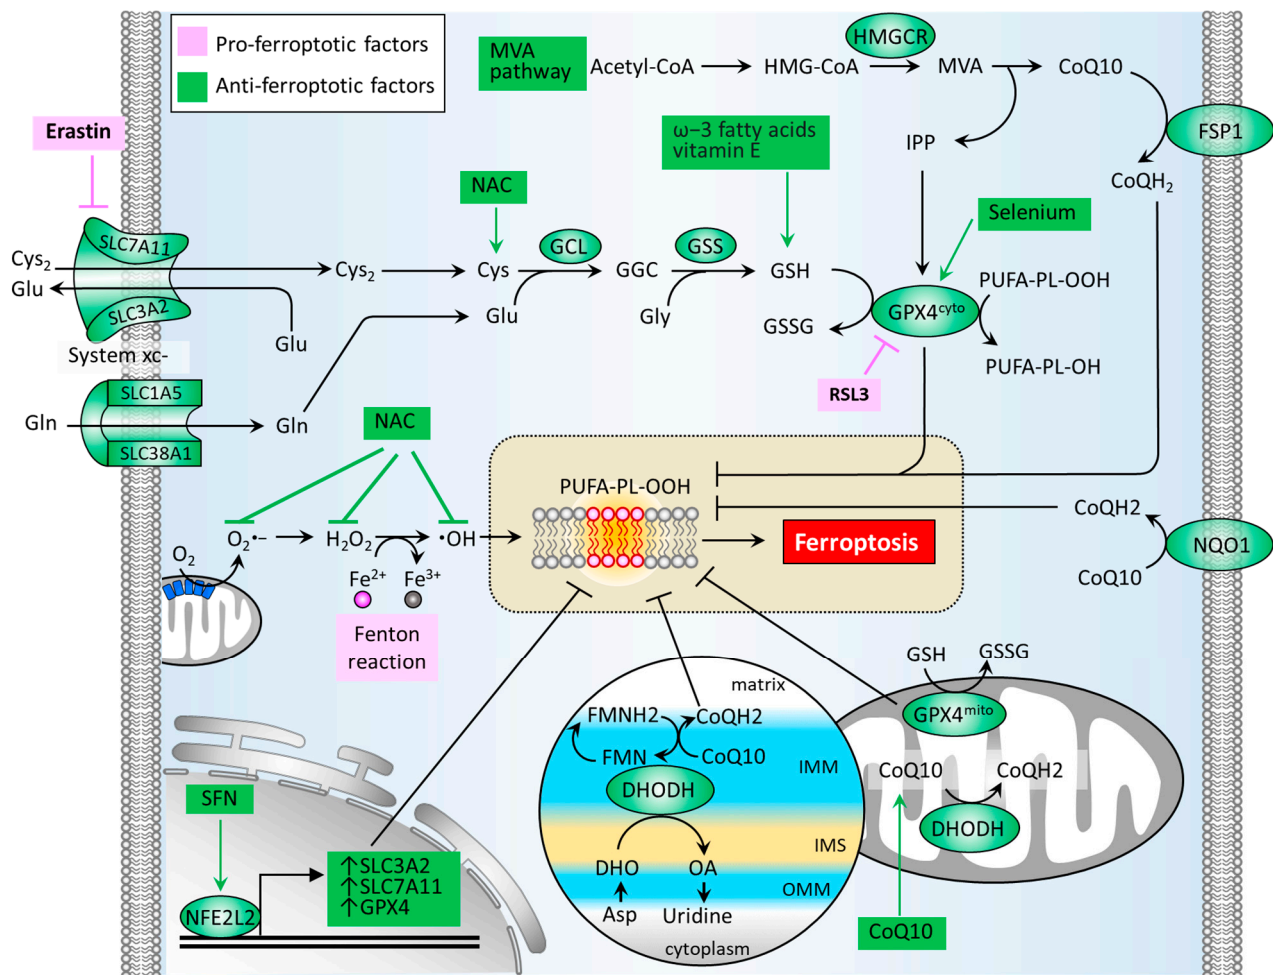 Pro-ferroptotic factors
Anti-ferroptotic factors
MVA
pathway
Acetyl-CoA
HMG-CoA
HMGCR
MVA
CoQ10
FSP1
CoQH₂
IPP
Erastin
ω−3 fatty acids
vitamin E
NAC
Selenium
SLC7A11
SLC3A2
Cys₂
Glu
System xc-
Cys₂
Glu
Cys
GCL
Glu
GGC
GSS
Gly
GSH
GSSG
GPX4ᶜʸᵗᵒ
PUFA-PL-OOH
PUFA-PL-OH
RSL3
SLC1A5
SLC38A1
Gln
Gln
NAC
O₂
O₂•−
H₂O₂
•OH
Fe²⁺
Fe³⁺
Fenton
reaction
PUFA-PL-OOH
Ferroptosis
CoQH2
NQO1
CoQ10
SFN
NFE2L2
↑SLC3A2
↑SLC7A11
↑GPX4
matrix
FMNH2
CoQH2
FMN
CoQ10
IMM
DHODH
IMS
DHO
OA
OMM
Asp
Uridine
cytoplasm
GSH
GSSG
GPX4ᵐⁱᵗᵒ
CoQ10
CoQH2
DHODH
CoQ10